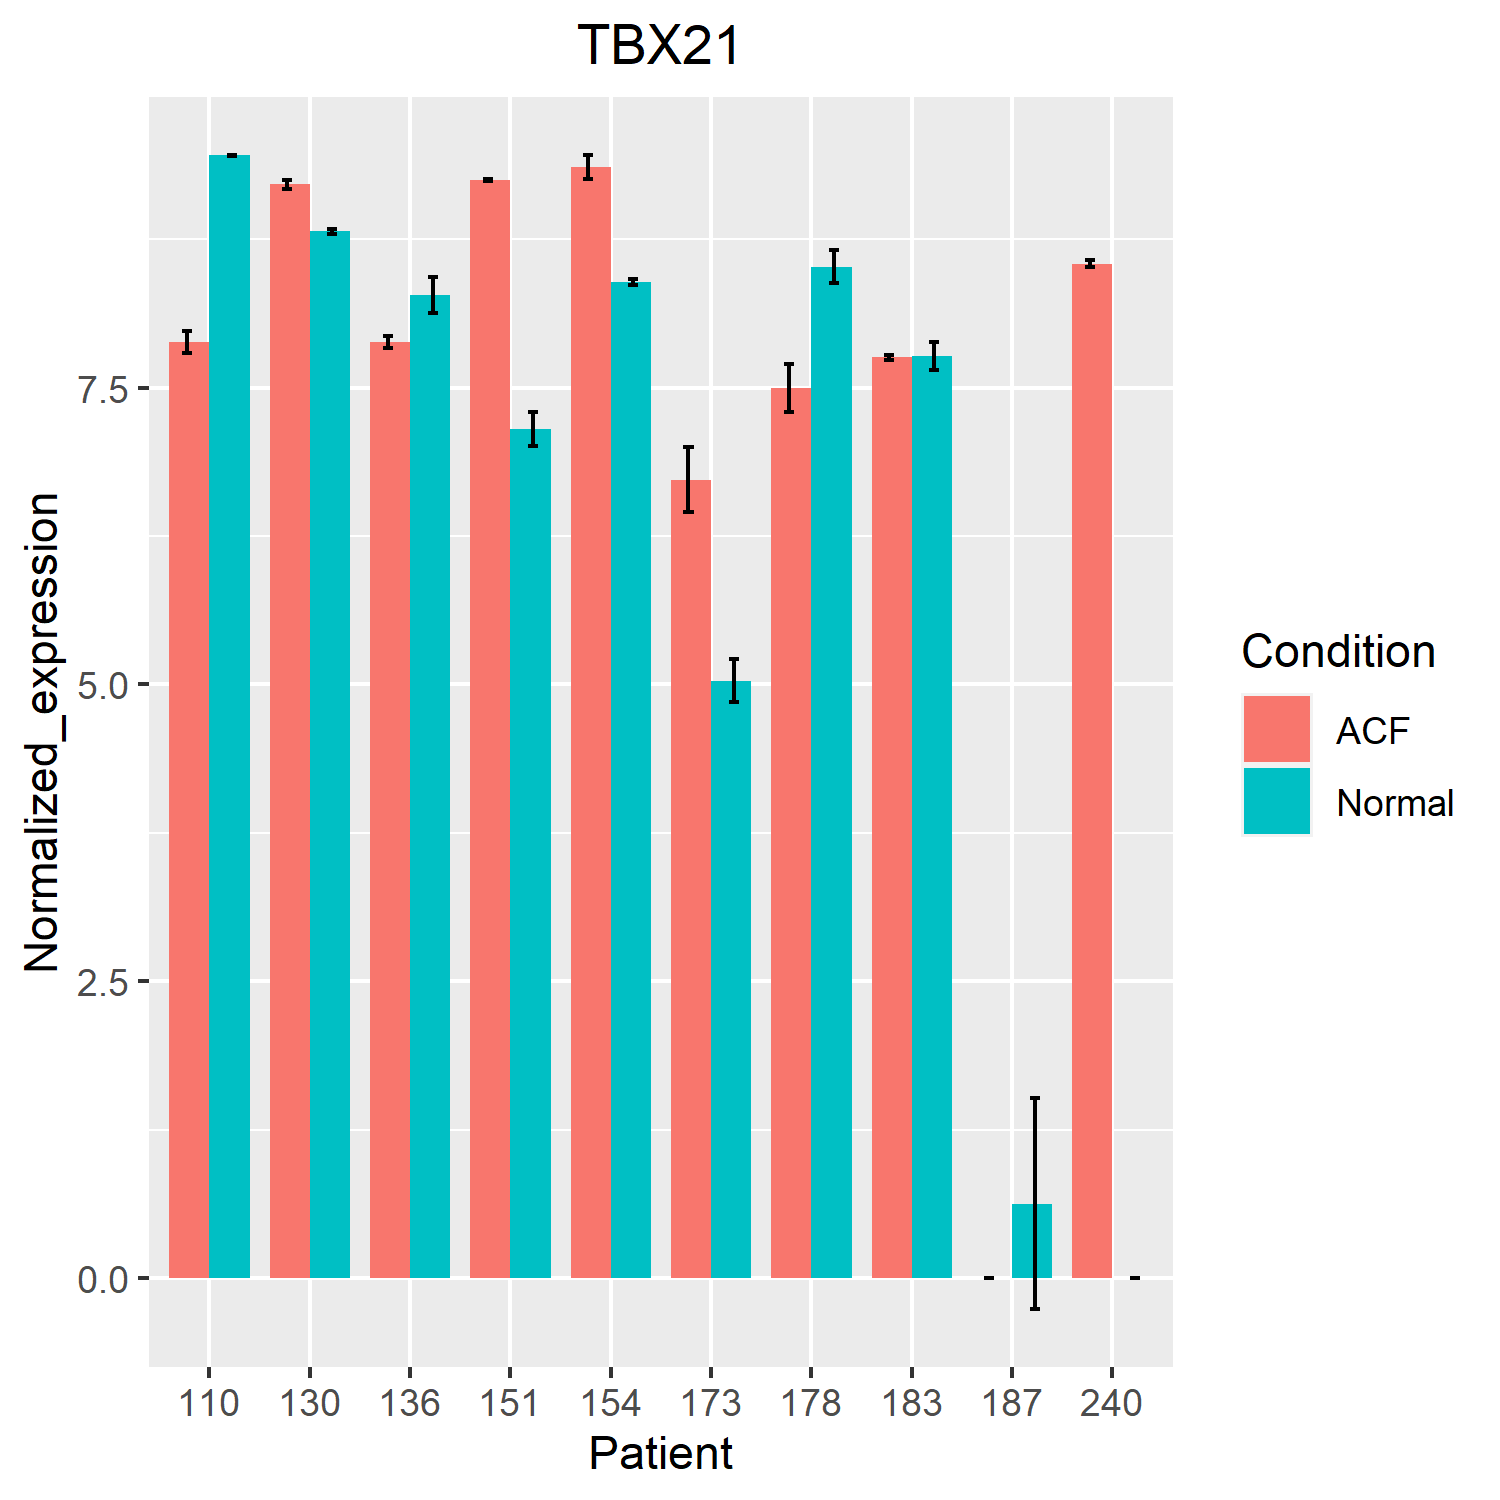 TBX21
Normalized_expression
7.5
5.0
2.5
0.0
110 130 136 151 154 173 178 183 187 240
Patient
Condition
ACF
Normal